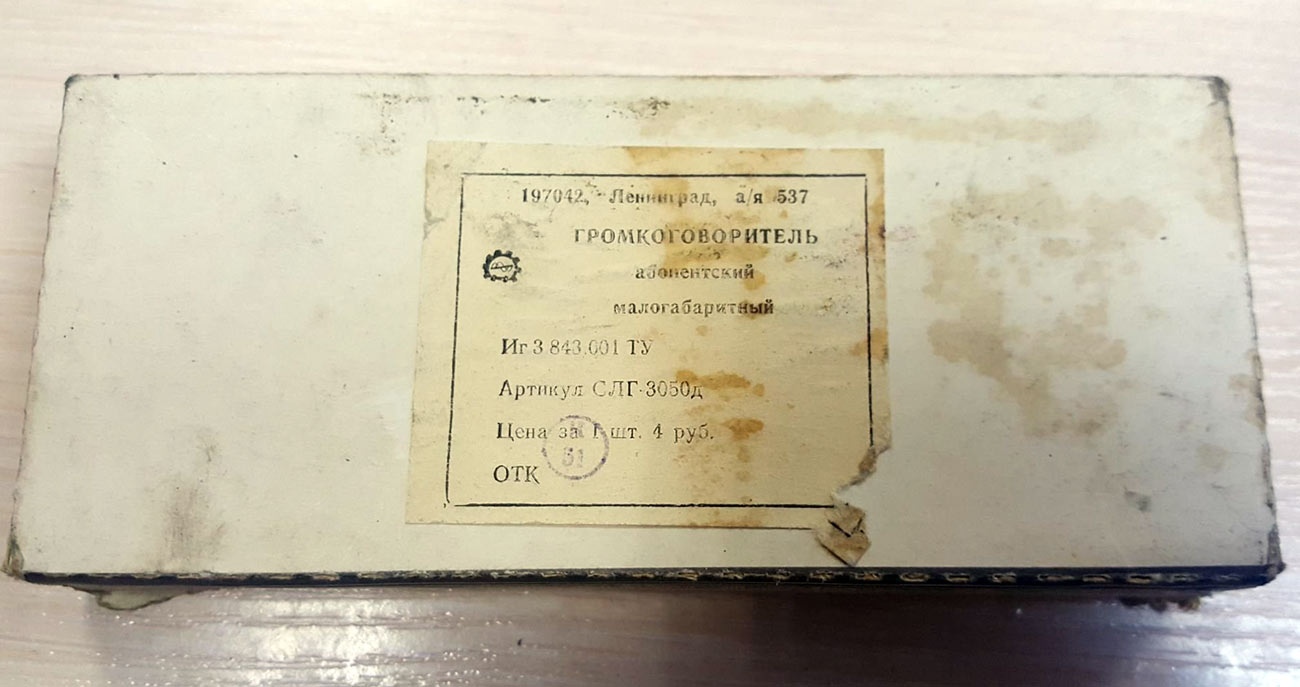 197042, Ленинград, а/я 537
ГРОМКОГОВОРИТЕЛЬ
абонентский
малогабаритный
Иг 3 843.001 ТУ
Артикул СЛГ-3050д
Цена за 1 шт. 4 руб.
ОТК
51